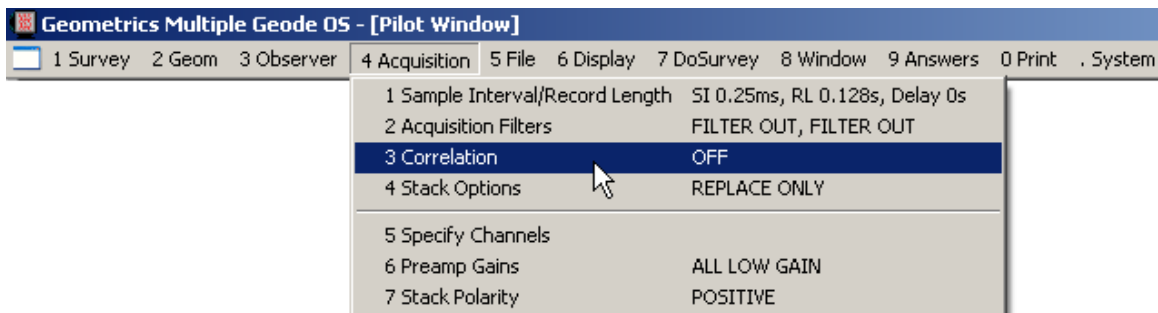 Geometrics Multiple Geode OS - [Pilot Window]
1 Survey 2 Geom 3 Observer 4 Acquisition 5 File 6 Display 7 DoSurvey 8 Window 9 Answers 0 Print . System
1 Sample Interval/Record Length SI 0.25ms, RL 0.128s, Delay 0s
2 Acquisition Filters FILTER OUT, FILTER OUT
3 Correlation OFF
4 Stack Options REPLACE ONLY
5 Specify Channels
6 Preamp Gains ALL LOW GAIN
7 Stack Polarity POSITIVE